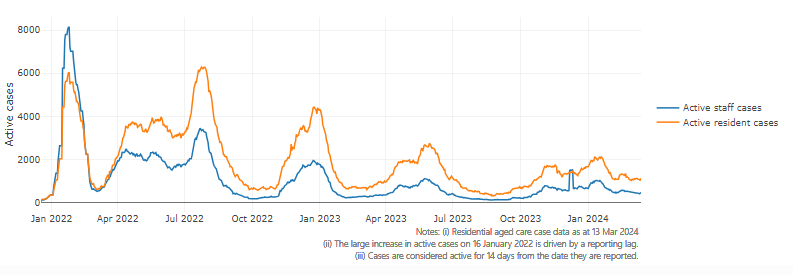 8000
6000
4000
2000
0
Active cases
Jan 2022 Apr 2022 Jul 2022 Oct 2022 Jan 2023 Apr 2023 Jul 2023 Oct 2023 Jan 2024
Active staff cases
Active resident cases
Notes: (i) Residential aged care case data as at 13 Mar 2024
(ii) The large increase in active cases on 16 January 2022 is driven by a reporting lag.
(iii) Cases are considered active for 14 days from the date they are reported.